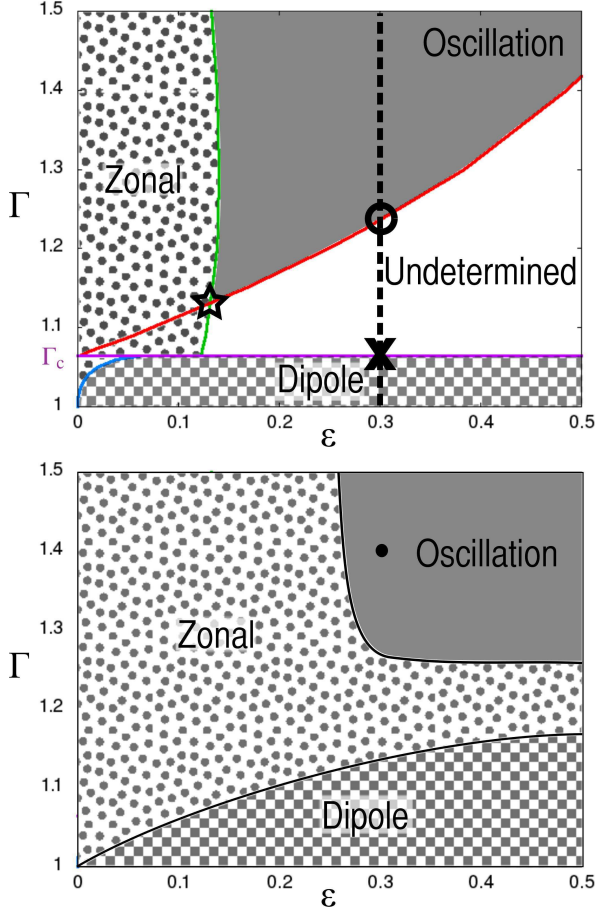 1.5
Oscillation
1.4
1.3
Zonal
Γ
1.2
Undetermined
1.1
Γc
Dipole
1
0
0.1
0.2
0.3
0.4
0.5
ε
1.5
1.4
Oscillation
1.3
Zonal
Γ
1.2
1.1
Dipole
1
0
0.1
0.2
0.3
0.4
0.5
ε